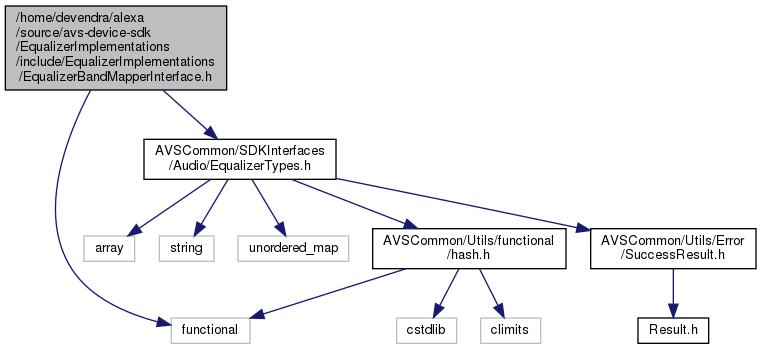 /home/devendra/alexa
/source/avs-device-sdk
/EqualizerImplementations
/include/EqualizerImplementations
/EqualizerBandMapperInterface.h
AVSCommon/SDKInterfaces
/Audio/EqualizerTypes.h
array
string
unordered_map
AVSCommon/Utils/functional
/hash.h
AVSCommon/Utils/Error
/SuccessResult.h
functional
cstdlib
climits
Result.h